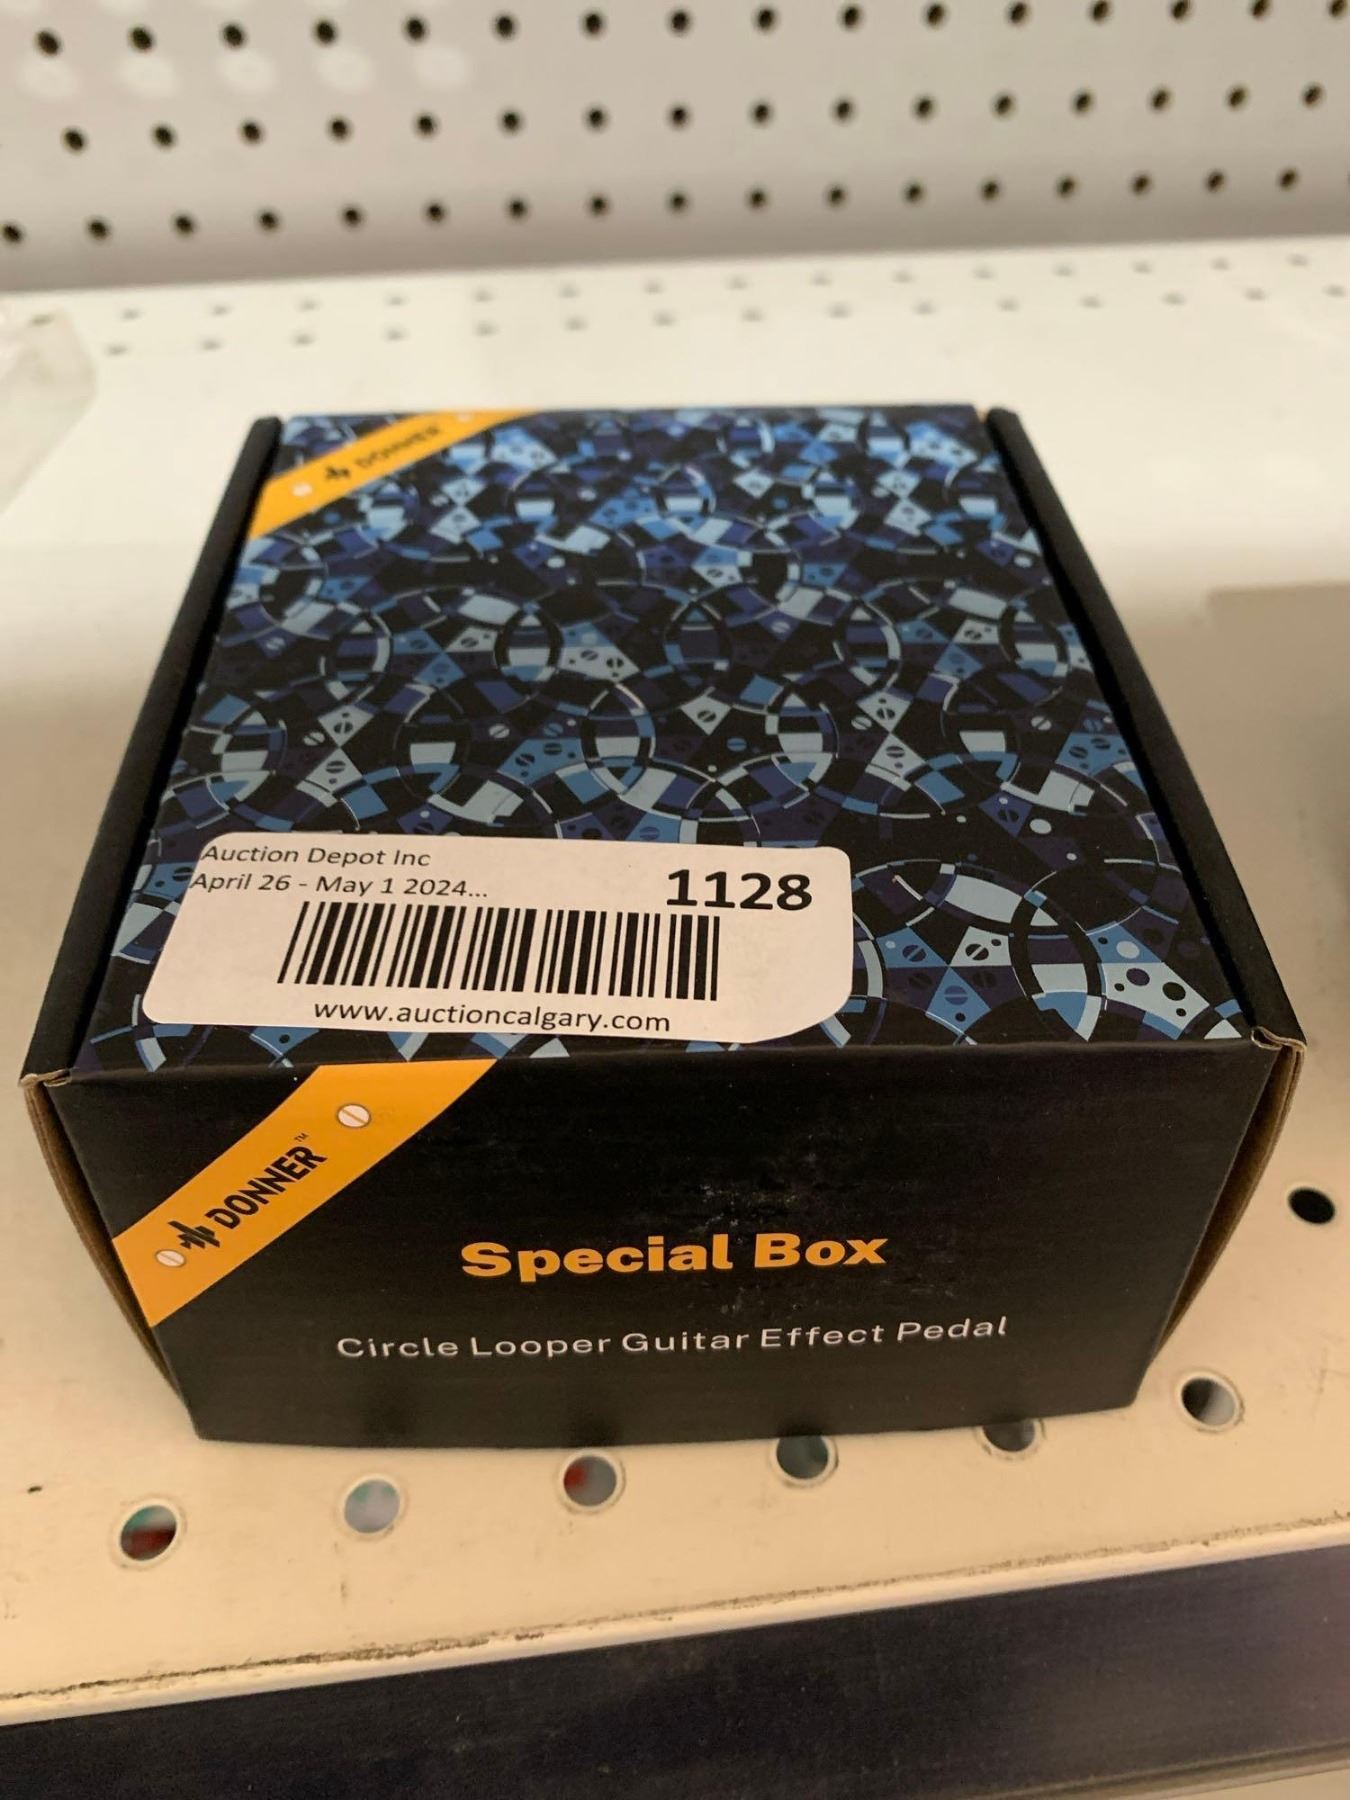 DONNER
Auction Depot Inc
April 26 - May 1 2024...
1128
www.auctioncalgary.com
DONNER™
Special Box
Circle Looper Guitar Effect Pedal